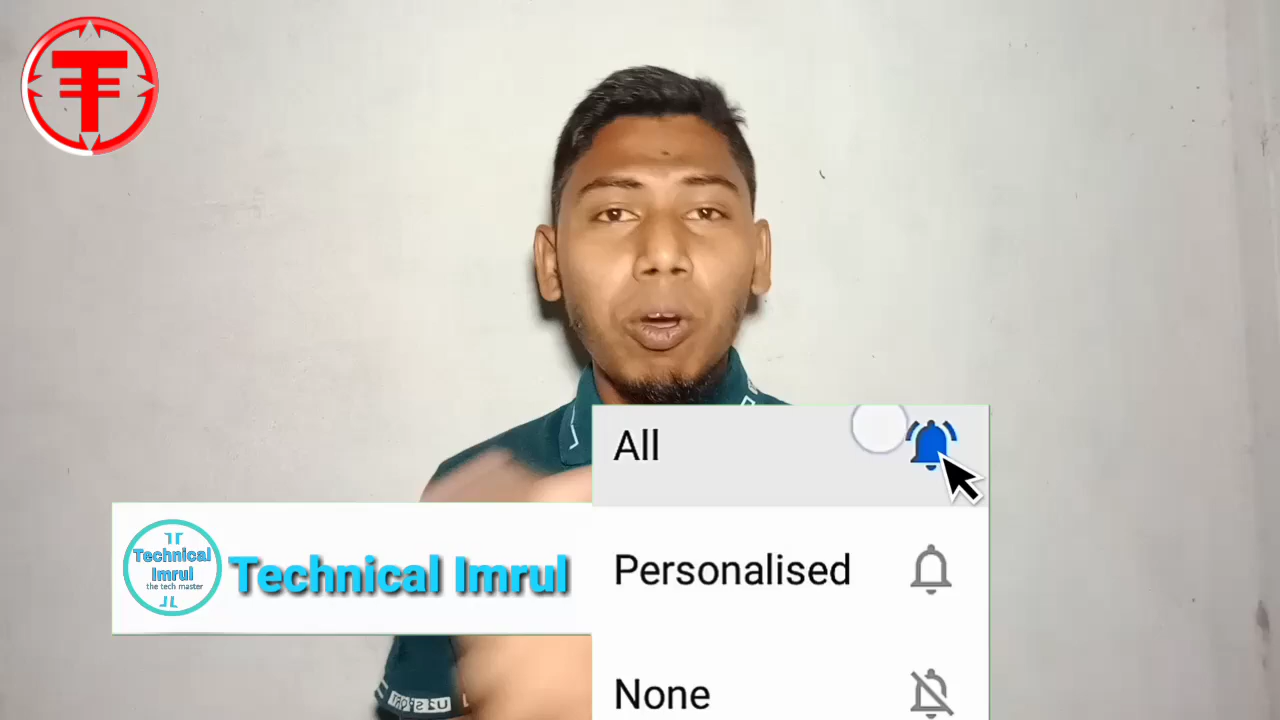 All
Technical
Imrul
the tech master
Technical Imrul
Personalised
None